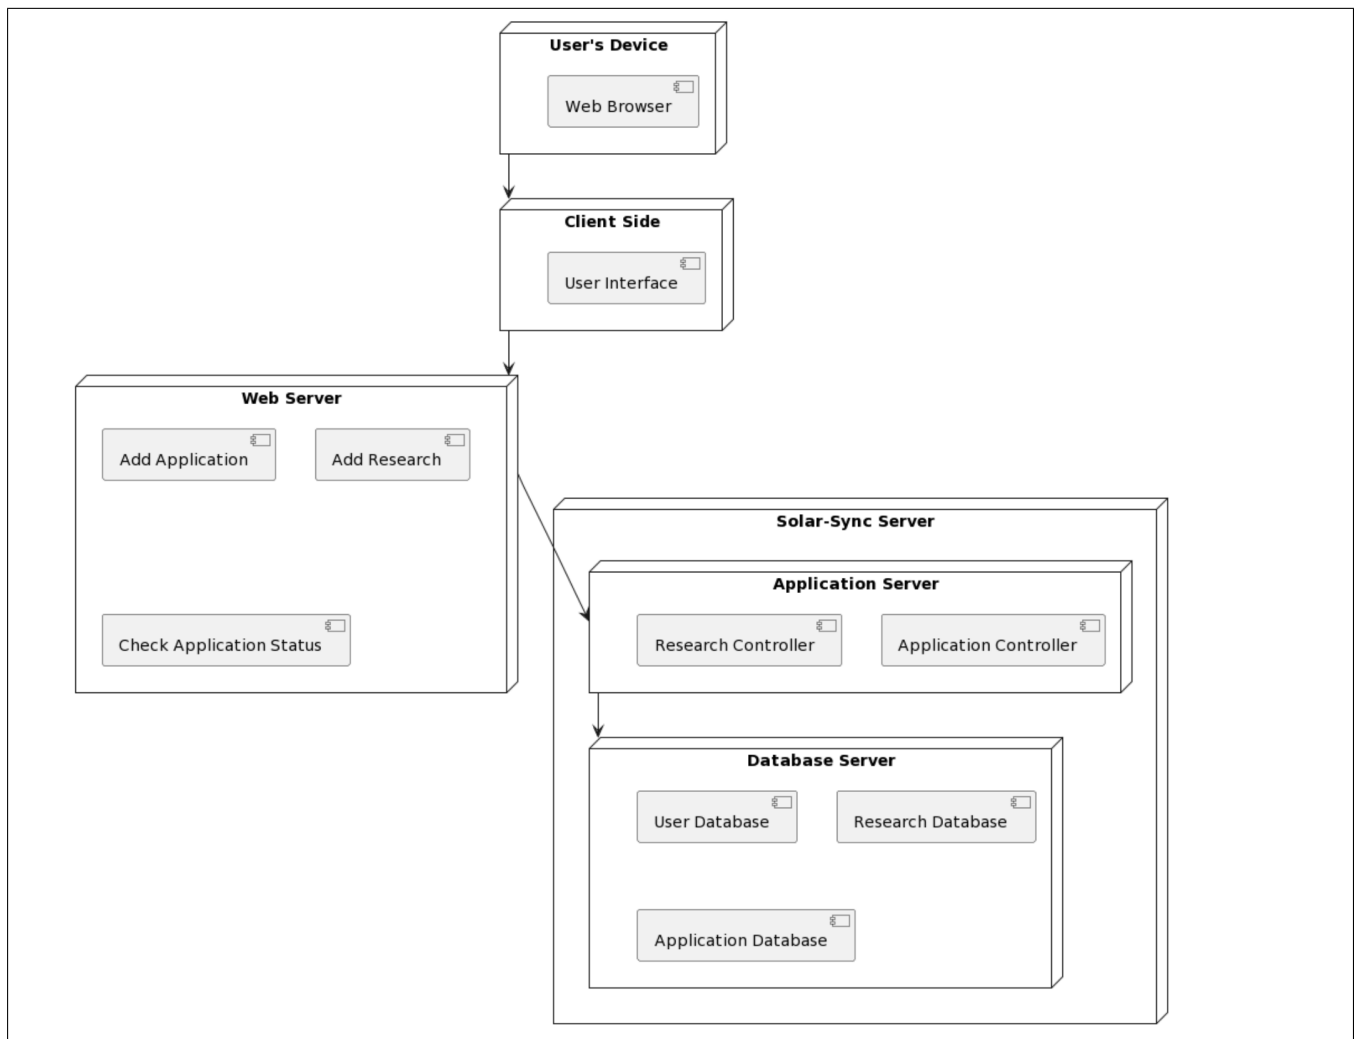 User's Device
Web Browser
Client Side
User Interface
Web Server
Add Application
Add Research
Check Application Status
Solar-Sync Server
Application Server
Research Controller
Application Controller
Database Server
User Database
Research Database
Application Database